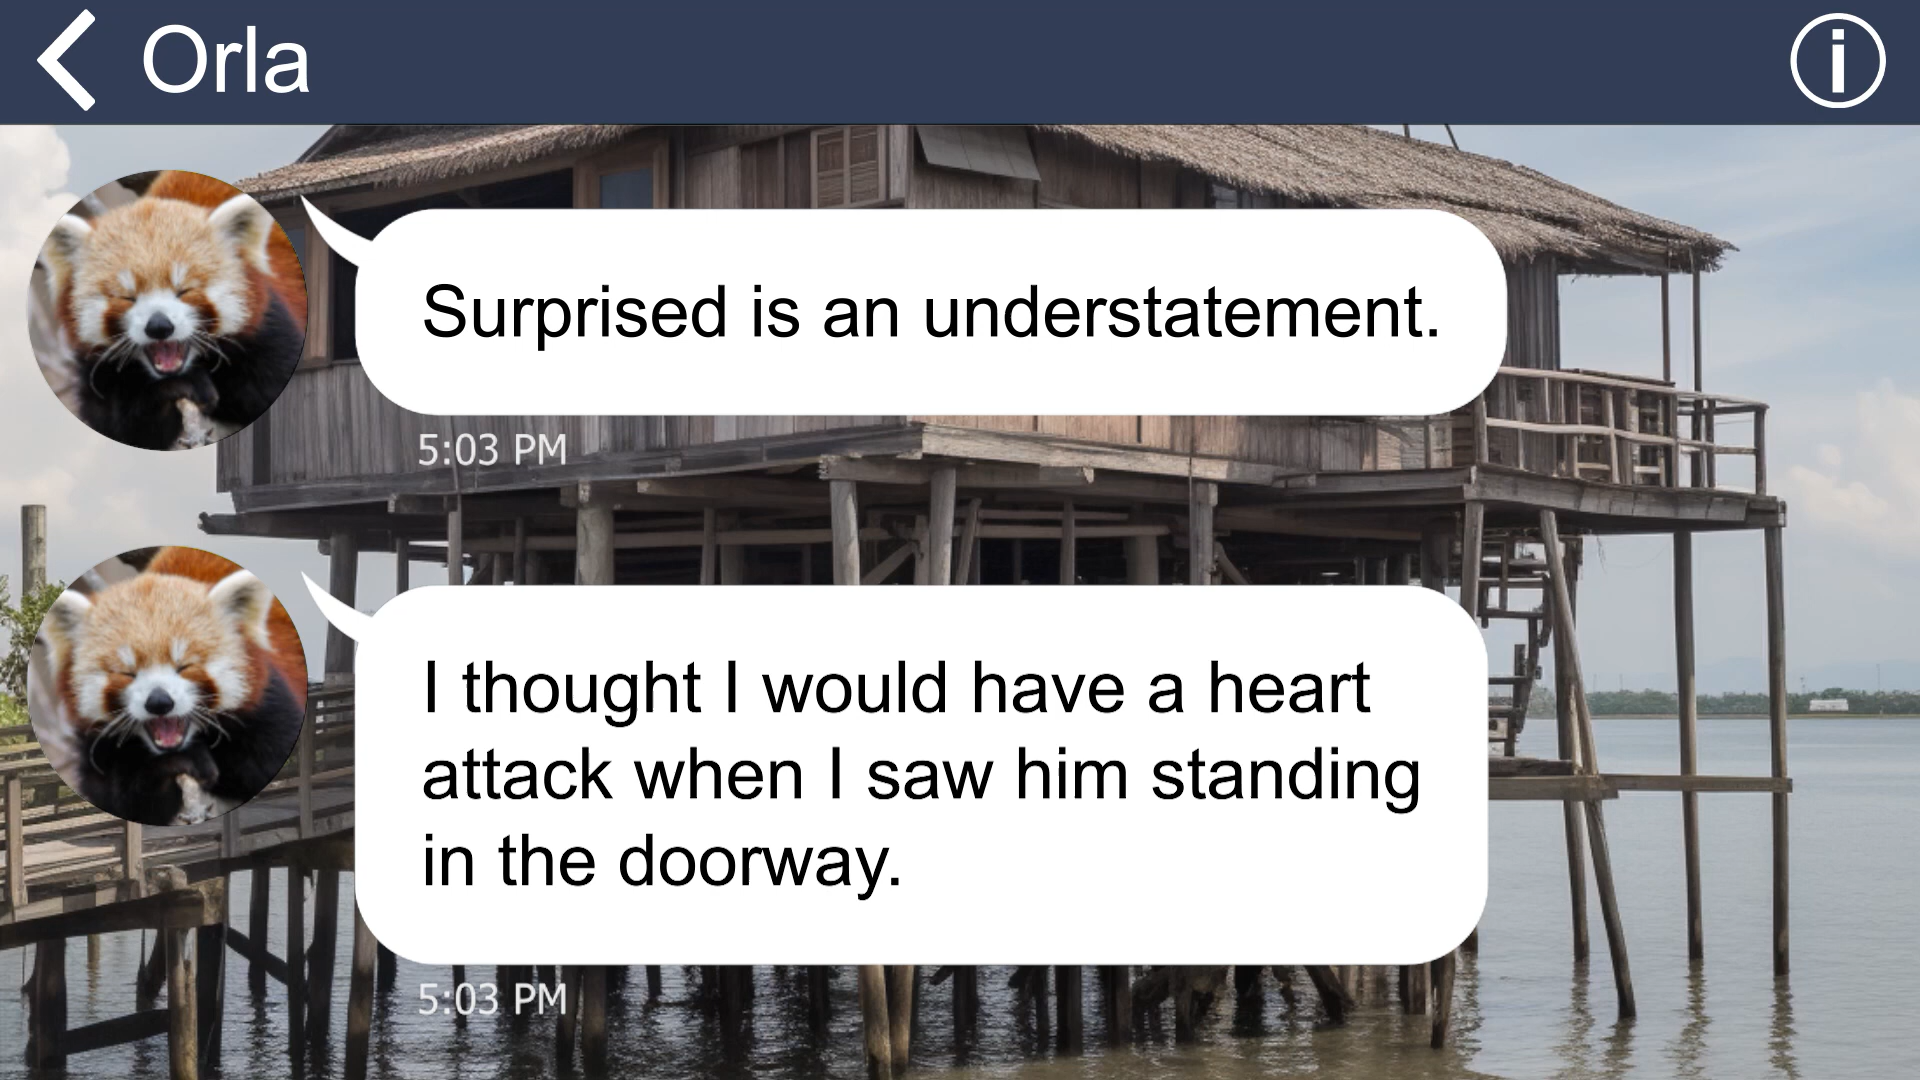 Orla
Surprised is an understatement.
5:03 PM
I thought I would have a heart
attack when I saw him standing
in the doorway.
5:03 PM